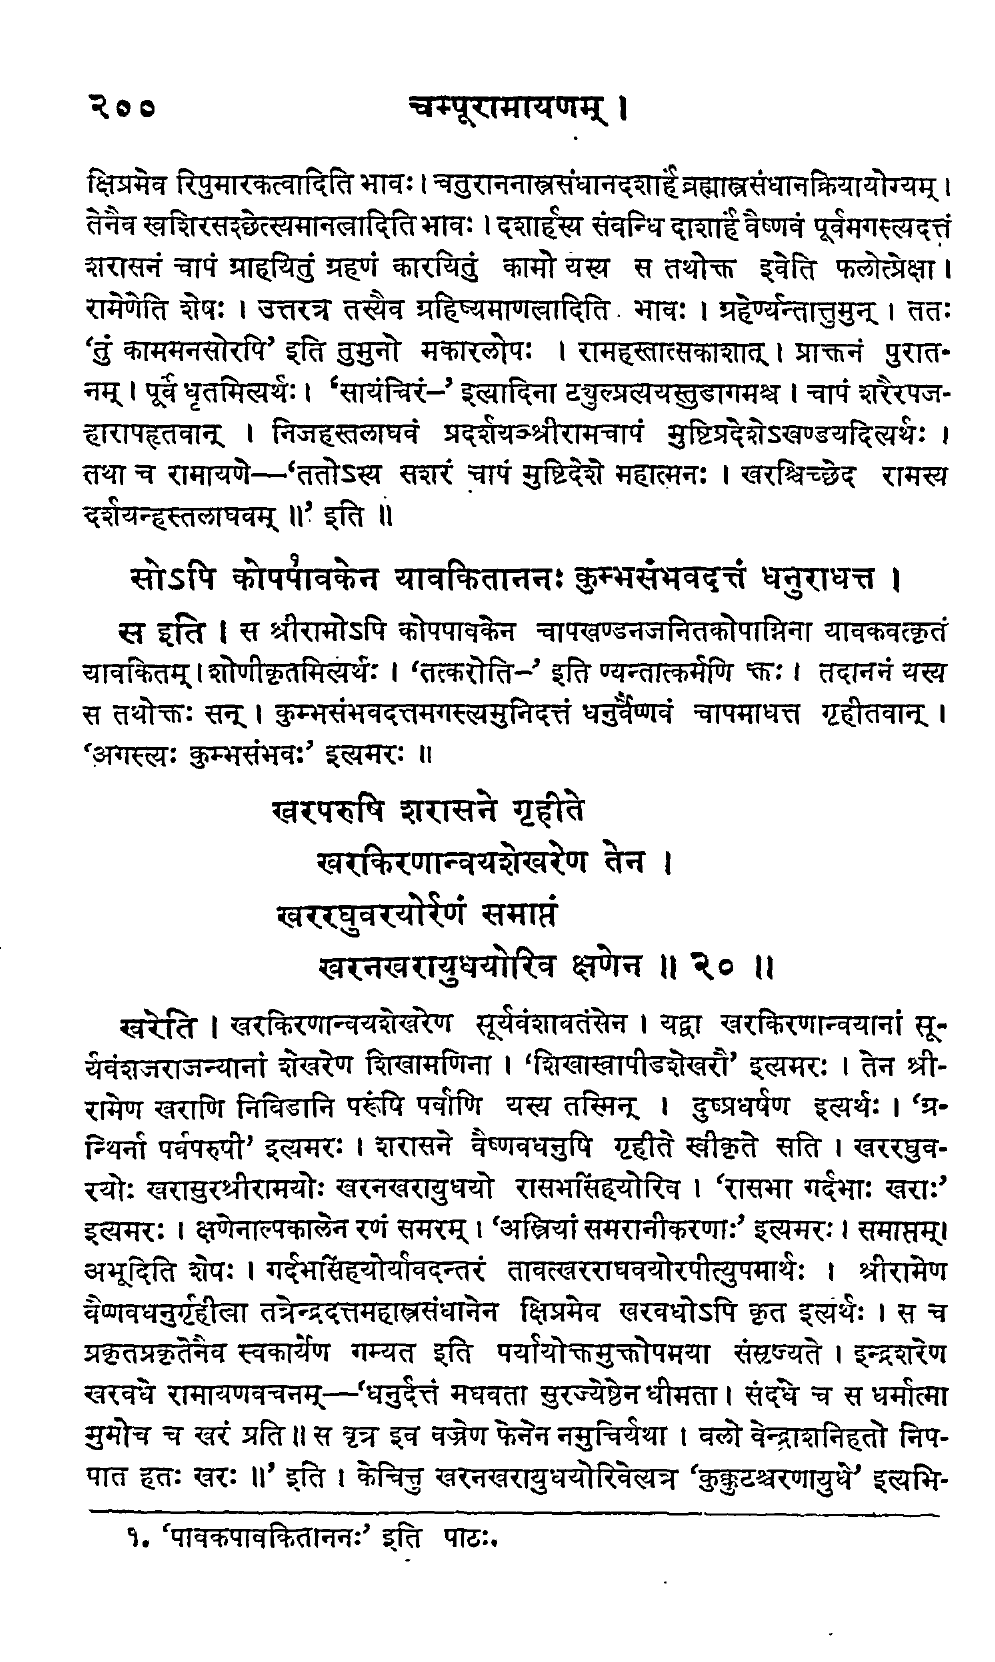 २०० चम्पूरामायणम् ।
क्षिप्रमेव रिपुमारकत्वादिति भावः । चतुराननास्त्रसंधानदशार्हं ब्रह्मास्त्रसंधानक्रियायोग्यम् ।
तेनैव स्वशिरसश्छेत्स्यमानत्वादिति भावः । दशार्हस्य संबन्धि दाशार्हं वैष्णवं पूर्वमगस्त्यदत्तं
शरासनं चापं ग्राहयितुं ग्रहणं कारयितुं कामो यस्य स तथोक्त इवेति फलोत्प्रेक्षा ।
रामेणेति शेषः । उत्तरत्र तस्यैव ग्रहिष्यमाणत्वादिति भावः । ग्रहेर्ण्यन्तात्तुमुन् । ततः
‘तुं काममनसोरपि’ इति तुमुनो मकारलोपः । रामहस्तात्सकाशात् । प्राक्तनं पुरात-
नम् । पूर्वं धृतमित्यर्थः । ‘सायंचिरं–’ इत्यादिना ट्युल्प्रत्ययस्तुडागमश्च । चापं शरैरपज-
हारापहृतवान् । निजहस्तलाघवं प्रदर्शयञ्श्रीरामचापं मुष्टिप्रदेशेऽखण्डयदित्यर्थः ।
तथा च रामायणे—‘ततोऽस्य सशरं चापं मुष्टिदेशे महात्मनः । खरश्चिच्छेद रामस्य
दर्शयन्हस्तलाघवम् ॥’ इति ॥
सोऽपि कोपपा१वकेन यावकिताननः कुम्भसंभवदत्तं धनुराधत्त ।
स इति । स श्रीरामोऽपि कोपपावकेन चापखण्डनजनितकोपाग्निना यावकवत्कृतं
यावकितम् । शोणीकृतमित्यर्थः । ‘तत्करोति–’ इति ण्यन्तात्कर्मणि क्तः । तदाननं यस्य
स तथोक्तः सन् । कुम्भसंभवदत्तमगस्त्यमुनिदत्तं धनुर्वैष्णवं चापमाधत्त गृहीतवान् ।
‘अगस्त्यः कुम्भसंभवः’ इत्यमरः ॥
खरपरुषि शरासने गृहीते
खरकिरणान्वयशेखरेण तेन ।
खररघुवरयोर्रणं समाप्तं
खरनखरायुधयोरिव क्षणेन ॥ २० ॥
खरेति । खरकिरणान्वयशेखरेण सूर्यवंशावतंसेन । यद्वा खरकिरणान्वयानां सू-
र्यवंशजराजन्यानां शेखरेण शिखामणिना । ‘शिखास्वापीडशेखरौ’ इत्यमरः । तेन श्री-
रामेण खराणि निबिडानि परूंषि पर्वाणि यस्य तस्मिन् । दुष्प्रधर्षण इत्यर्थः । ‘ग्र-
न्थिर्ना पर्वपरुषी’ इत्यमरः । शरासने वैष्णवधनुषि गृहीते स्वीकृते सति । खररघुव-
रयोः खरासुरश्रीरामयोः खरनखरायुधयो रासभसिंहयोरिव । ‘रासभा गर्दभाः खराः’
इत्यमरः । क्षणेनाल्पकालेन रणं समरम् । ‘अस्त्रियां समरानीकरणाः’ इत्यमरः । समाप्तम् ।
अभूदिति शेषः । गर्दभसिंहयोर्यावदन्तरं तावत्खरराघवयोरपीत्युपमार्थः । श्रीरामेण
वैष्णवधनुर्गृहीत्वा तत्रेन्द्रदत्तमहास्त्रसंधानेन क्षिप्रमेव खरवधोऽपि कृत इत्यर्थः । स च
प्रकृतप्रकृतेनैव स्वकार्येण गम्यत इति पर्यायोक्तमुक्तोपमया संसृज्यते । इन्द्रशरेण
खरवधे रामायणवचनम्—‘धनुर्दत्तं मघवता सुरज्येष्ठेन धीमता । संदधे च स धर्मात्मा
मुमोच च खरं प्रति ॥ स वृत्र इव वज्रेण फेनेन नमुचिर्यथा । वलो वेन्द्राशनिहतो निप-
पात हतः खरः ॥’ इति । केचित्तु खरनखरायुधयोरिवेत्यत्र ‘कुक्कुटश्चरणायुधे’ इत्यभि-
१. ‘पावकपावकिताननः’ इति पाठः.